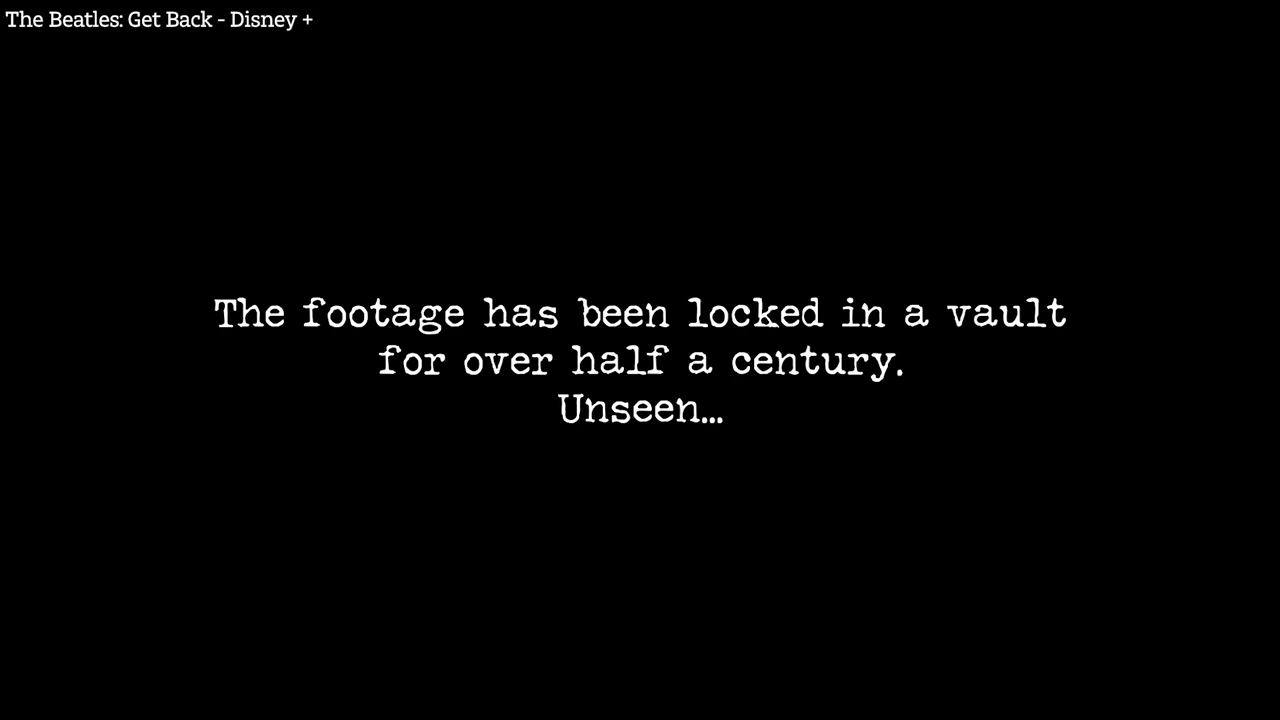 The Beatles: Get Back - Disney +
The footage has been locked in a vault
for over half a century.
Unseen…